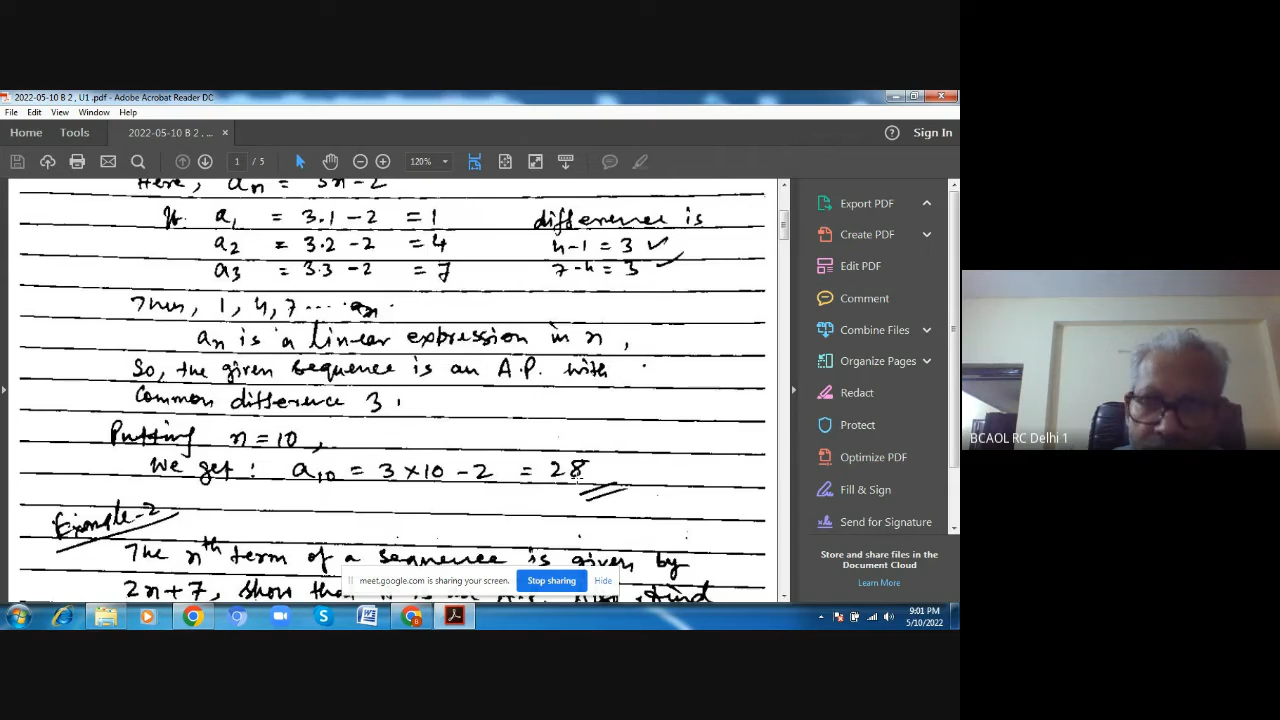 2022-05-10 B 2 , U1 .pdf - Adobe Acrobat Reader DC
File Edit View Window Help
Home Tools 2022-05-10 B 2 , ... × Sign In
1 / 5 120%
Here, an = 3n-2
a1 = 3.1-2 = 1 difference is
a2 = 3.2-2 = 4 4-1 = 3 ✓
a3 = 3.3-2 = 7 7-4 = 3 ✓
Thus, 1, 4, 7 .... an
an is a linear expression in n,
So, the given sequence is an A.P. with
Common difference 3.
Putting n = 10,
We get: a10 = 3×10-2 = 28
Example-2
The nth term of a sequence is given by
2n+7, show that it is an A.P. Also, find
Export PDF
Create PDF
Edit PDF
Comment
Combine Files
Organize Pages
Redact
Protect
Optimize PDF
Fill & Sign
Send for Signature
Store and share files in the
Document Cloud
Learn More
meet.google.com is sharing your screen. Stop sharing Hide
9:01 PM
5/10/2022
BCAOL RC Delhi 1